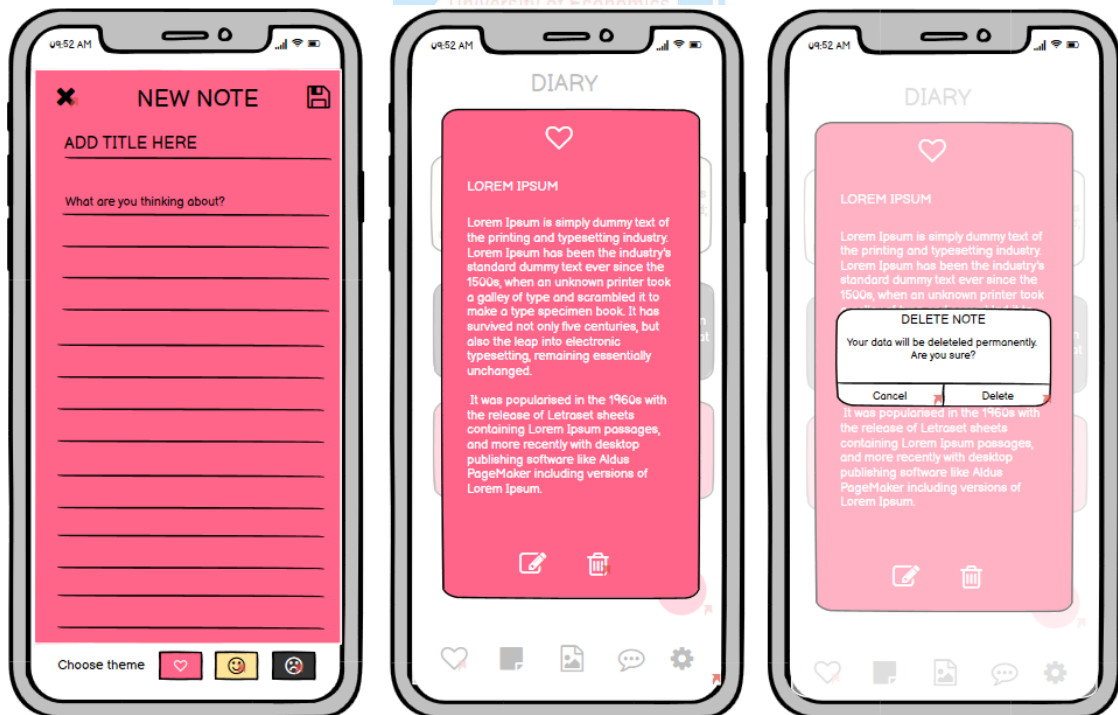 University of Economics
09:52 AM
NEW NOTE
ADD TITLE HERE
What are you thinking about?
Choose theme
09:52 AM
DIARY
LOREM IPSUM
Lorem Ipsum is simply dummy text of
the printing and typesetting industry.
Lorem Ipsum has been the industry's
standard dummy text ever since the
1500s, when an unknown printer took
a galley of type and scrambled it to
make a type specimen book. It has
survived not only five centuries, but
also the leap into electronic
typesetting, remaining essentially
unchanged.
It was popularised in the 1960s with
the release of Letraset sheets
containing Lorem Ipsum passages,
and more recently with desktop
publishing software like Aldus
PageMaker including versions of
Lorem Ipsum.
09:52 AM
DIARY
LOREM IPSUM
Lorem Ipsum is simply dummy text of
the printing and typesetting industry.
Lorem Ipsum has been the industry's
standard dummy text ever since the
1500s, when an unknown printer took
DELETE NOTE
Your data will be deleteled permanently.
Are you sure?
Cancel
Delete
It was popularised in the 1960s with
the release of Letraset sheets
containing Lorem Ipsum passages,
and more recently with desktop
publishing software like Aldus
PageMaker including versions of
Lorem Ipsum.